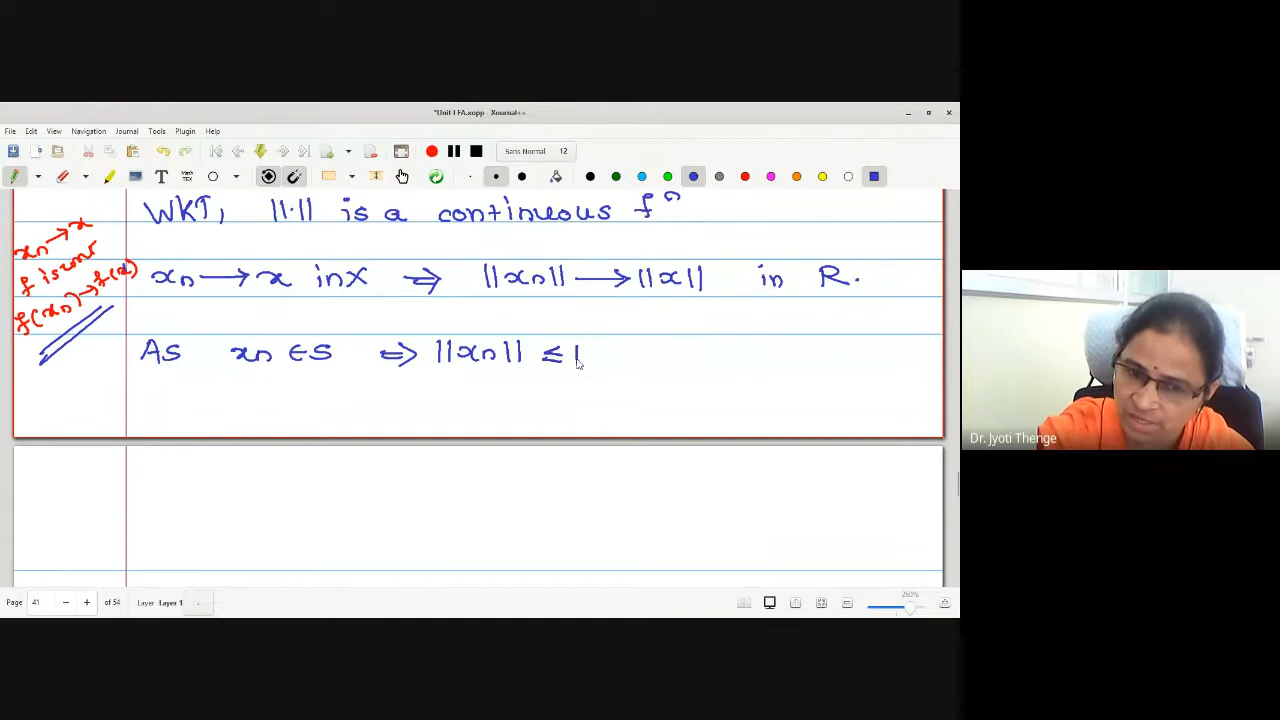 *Unit I FA.xopp - Xournal++
File Edit View Navigation Journal Tools Plugin Help
Sans Normal 12
WKT, ||·|| is a continuous fⁿ
xn → x
f is cont
f(xn) → f(x)
xn → x in X ⇒ ||xn|| → ||x|| in R.
As xn ∈ S ⇒ ||xn|| ≤ 1
Dr. Jyoti Thenge
Page 41 of 54 Layer Layer 1 260%